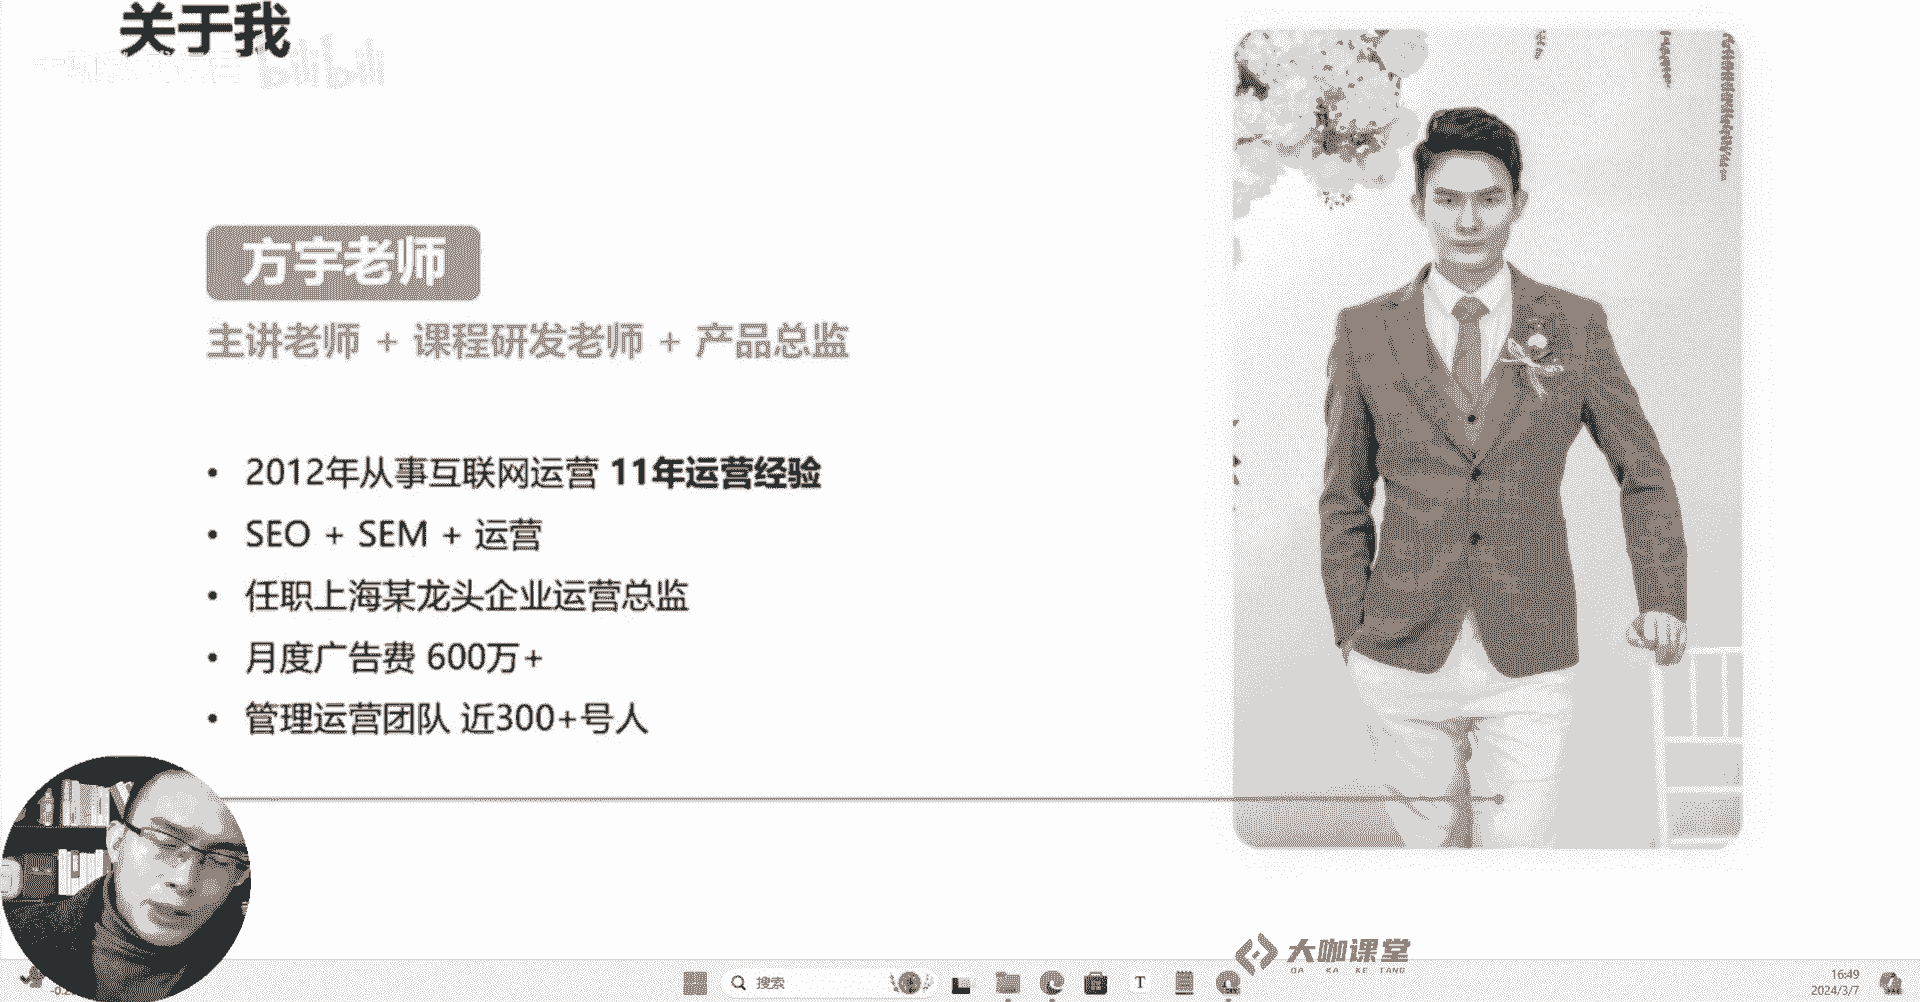 关于我
bilibili
方宇老师
主讲老师 + 课程研发老师 + 产品总监
• 2012年从事互联网运营 11年运营经验
• SEO + SEM + 运营
• 任职上海某龙头企业运营总监
• 月度广告费 600万+
• 管理运营团队 近300+号人
大咖课堂
DA KA KE TANG
搜索
T
16:49
2024/3/7